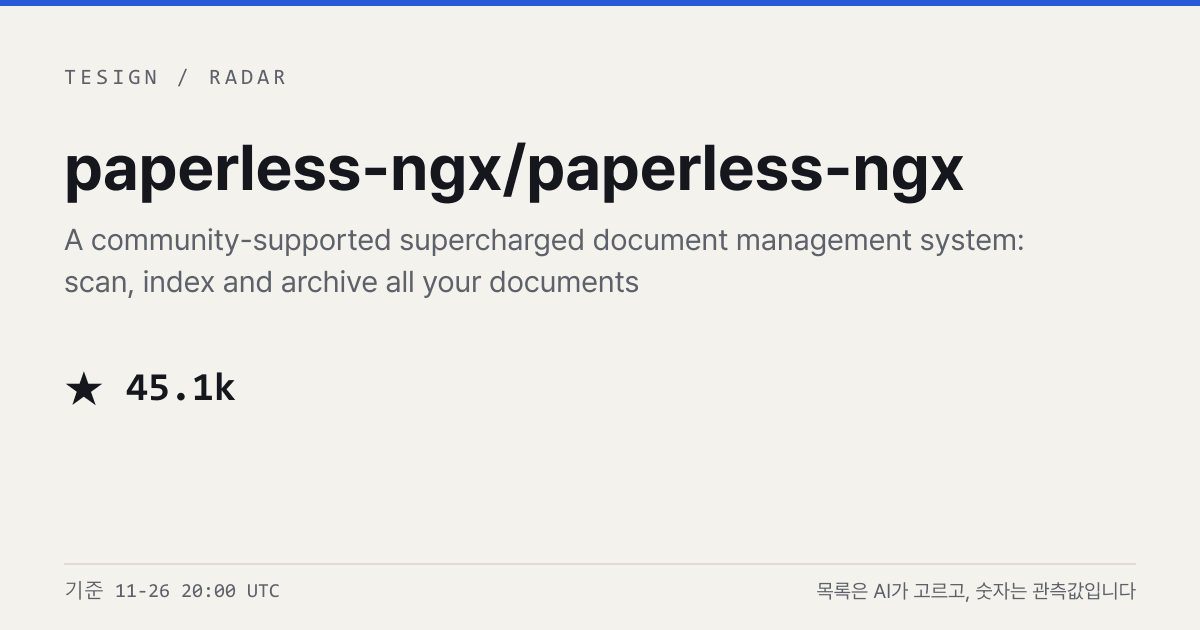 TESIGN / RADAR
paperless-ngx/paperless-ngx
A community-supported supercharged document management system:
scan, index and archive all your documents
★ 45.1k
기준 11-26 20:00 UTC
목록은 AI가 고르고, 숫자는 관측값입니다